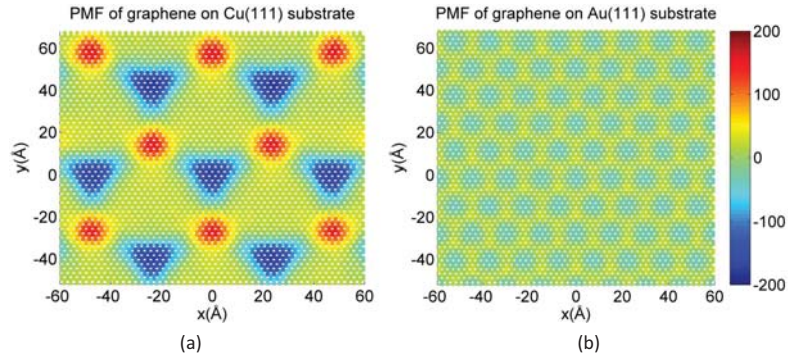 PMF of graphene on Cu(111) substrate
PMF of graphene on Au(111) substrate
y(Å)
60
40
20
0
-20
-40
-60 -40 -20 0 20 40 60
x(Å)
(a)
y(Å)
60
40
20
0
-20
-40
-60 -40 -20 0 20 40 60
x(Å)
(b)
200
100
0
-100
-200